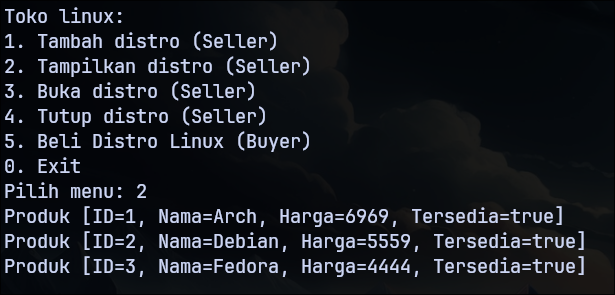 Toko linux:
1. Tambah distro (Seller)
2. Tampilkan distro (Seller)
3. Buka distro (Seller)
4. Tutup distro (Seller)
5. Beli Distro Linux (Buyer)
0. Exit
Pilih menu: 2
Produk [ID=1, Nama=Arch, Harga=6969, Tersedia=true]
Produk [ID=2, Nama=Debian, Harga=5559, Tersedia=true]
Produk [ID=3, Nama=Fedora, Harga=4444, Tersedia=true]